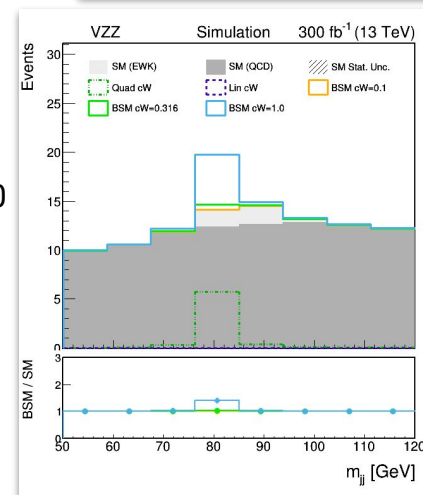 VZZ Simulation 300 fb⁻¹ (13 TeV)
Events
30
25
20
15
10
5
0
SM (EWK) SM (QCD) SM Stat. Unc.
Quad cW Lin cW BSM cW=0.1
BSM cW=0.316 BSM cW=1.0
BSM / SM
3
2
1
0
50 60 70 80 90 100 110 120
mjj [GeV]